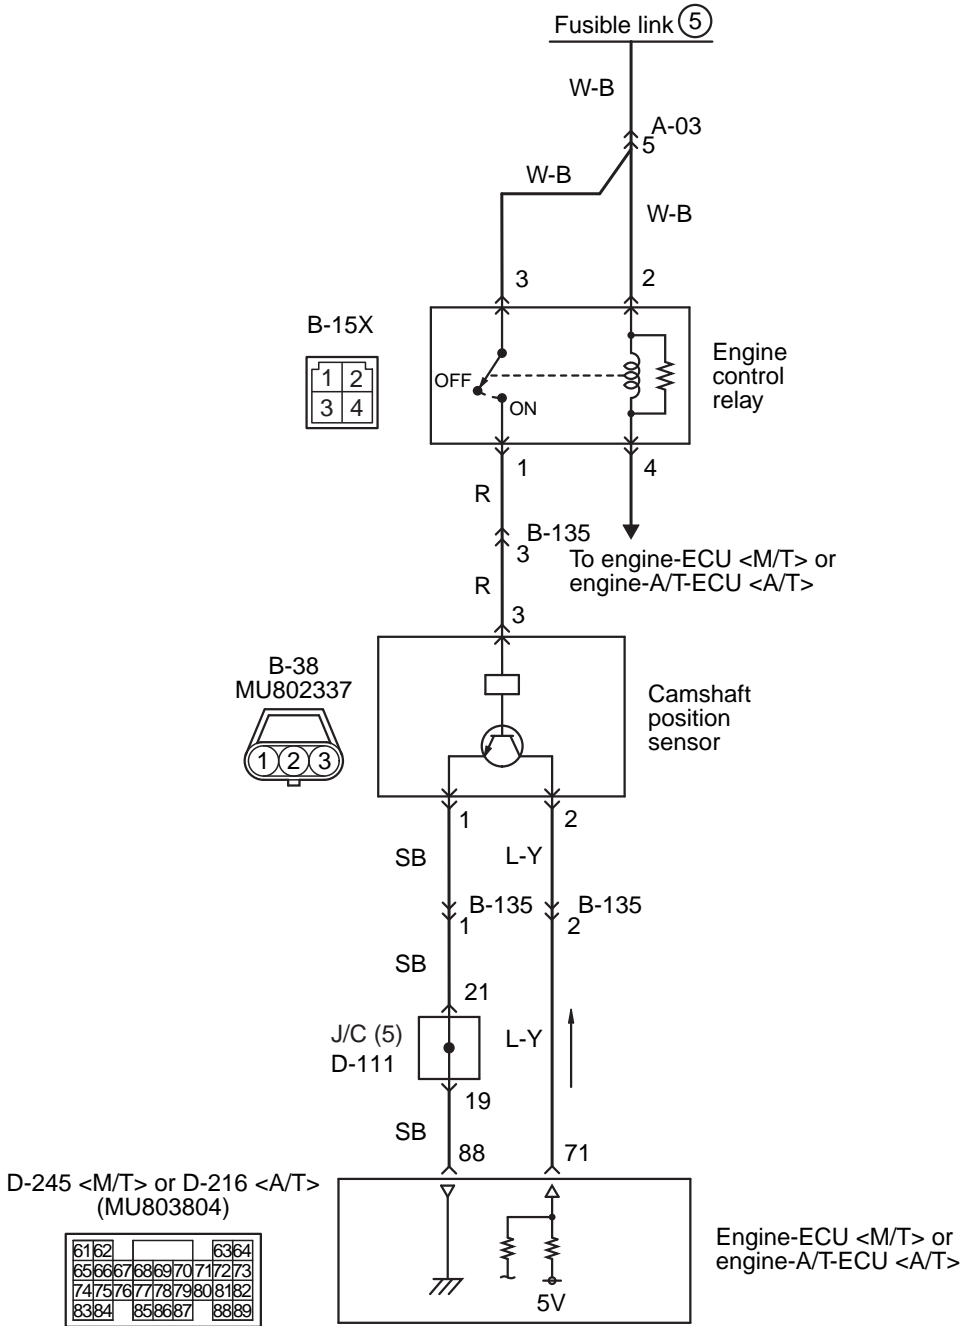 Fusible link 5
W-B
A-03
5
W-B
W-B
3
2
B-15X
1 2
3 4
OFF
ON
Engine
control
relay
1
4
R
B-135
3
To engine-ECU <M/T> or
engine-A/T-ECU <A/T>
R
3
B-38
MU802337
1 2 3
Camshaft
position
sensor
1
2
SB
L-Y
B-135
1
B-135
2
SB
21
J/C (5)
D-111
L-Y
19
SB
88
71
D-245 <M/T> or D-216 <A/T>
(MU803804)
61 62 63 64
65 66 67 68 69 70 71 72 73
74 75 76 77 78 79 80 81 82
83 84 85 86 87 88 89
5V
Engine-ECU <M/T> or
engine-A/T-ECU <A/T>